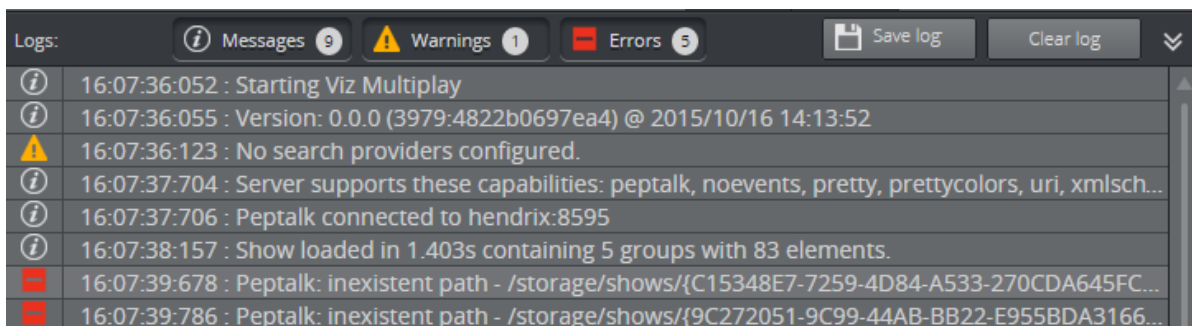 Logs: Messages 9 Warnings 1 Errors 5 Save log Clear log
16:07:36:052 : Starting Viz Multiplay
16:07:36:055 : Version: 0.0.0 (3979:4822b0697ea4) @ 2015/10/16 14:13:52
16:07:36:123 : No search providers configured.
16:07:37:704 : Server supports these capabilities: peptalk, noevents, pretty, prettycolors, uri, xmlsch...
16:07:37:706 : Peptalk connected to hendrix:8595
16:07:38:157 : Show loaded in 1.403s containing 5 groups with 83 elements.
16:07:39:678 : Peptalk: inexistent path - /storage/shows/{C15348E7-7259-4D84-A533-270CDA645FC...
16:07:39:786 : Peptalk: inexistent path - /storage/shows/{9C272051-9C99-44AB-BB22-E955BDA3166...